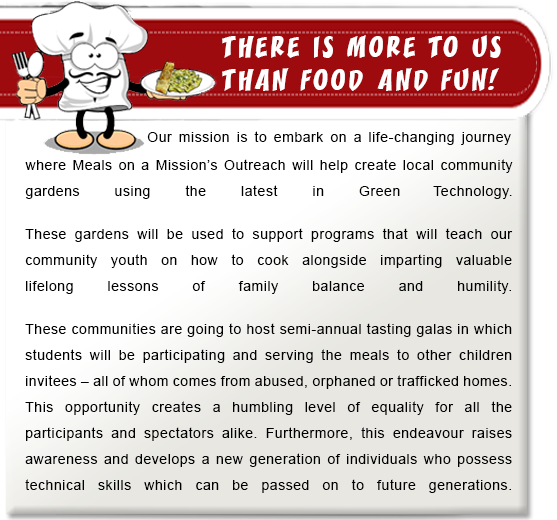 THERE IS MORE TO US
THAN FOOD AND FUN!
Our mission is to embark on a life-changing journey
where Meals on a Mission's Outreach will help create local community
gardens using the latest in Green Technology.
These gardens will be used to support programs that will teach our
community youth on how to cook alongside imparting valuable
lifelong lessons of family balance and humility.
These communities are going to host semi-annual tasting galas in which
students will be participating and serving the meals to other children
invitees – all of whom comes from abused, orphaned or trafficked homes.
This opportunity creates a humbling level of equality for all the
participants and spectators alike. Furthermore, this endeavour raises
awareness and develops a new generation of individuals who possess
technical skills which can be passed on to future generations.